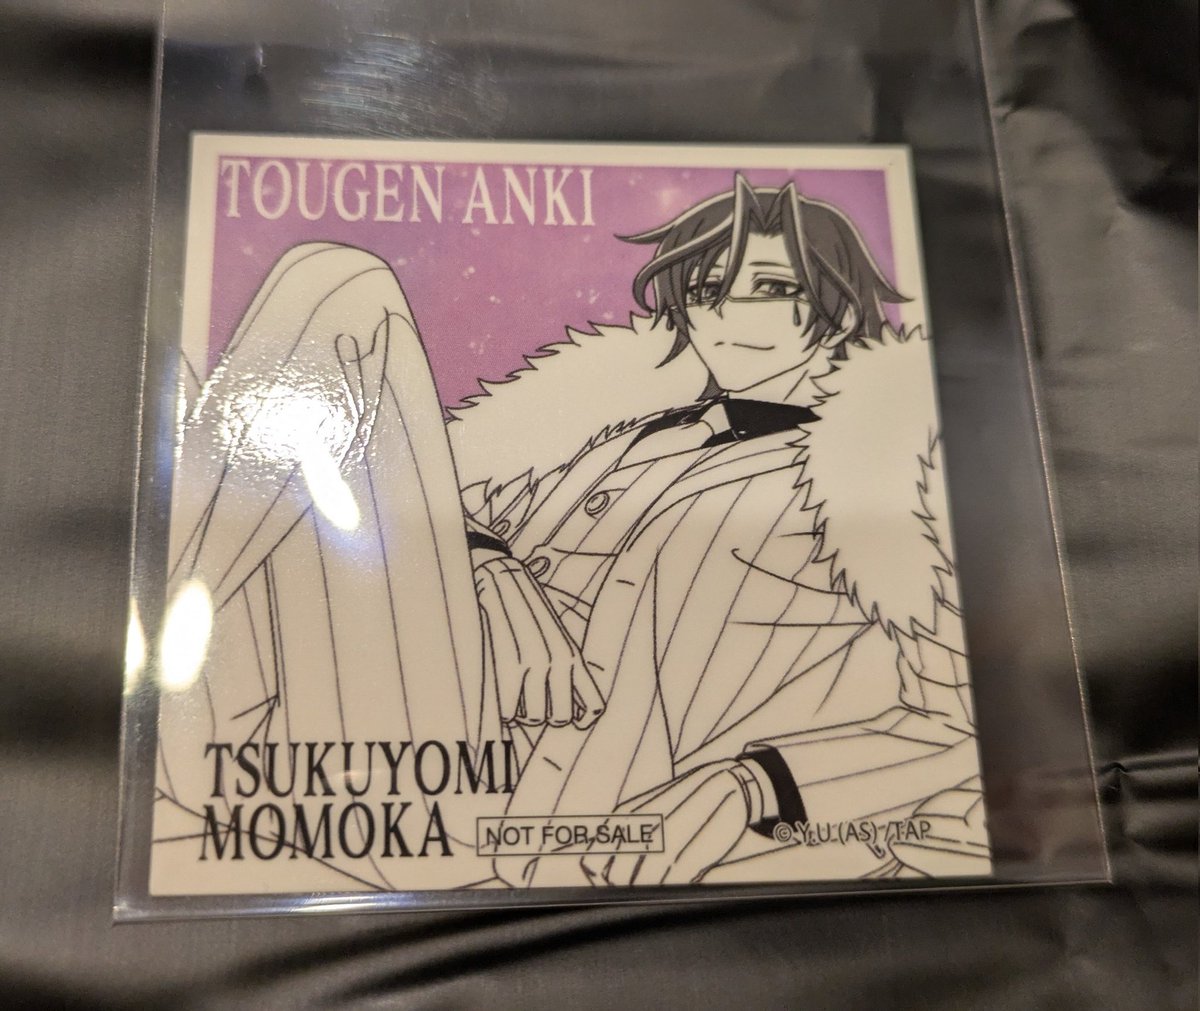 TOUGEN ANKI
TSUKUYOMI
MOMOKA
NOT FOR SALE
© Y.U (AS) / TAP